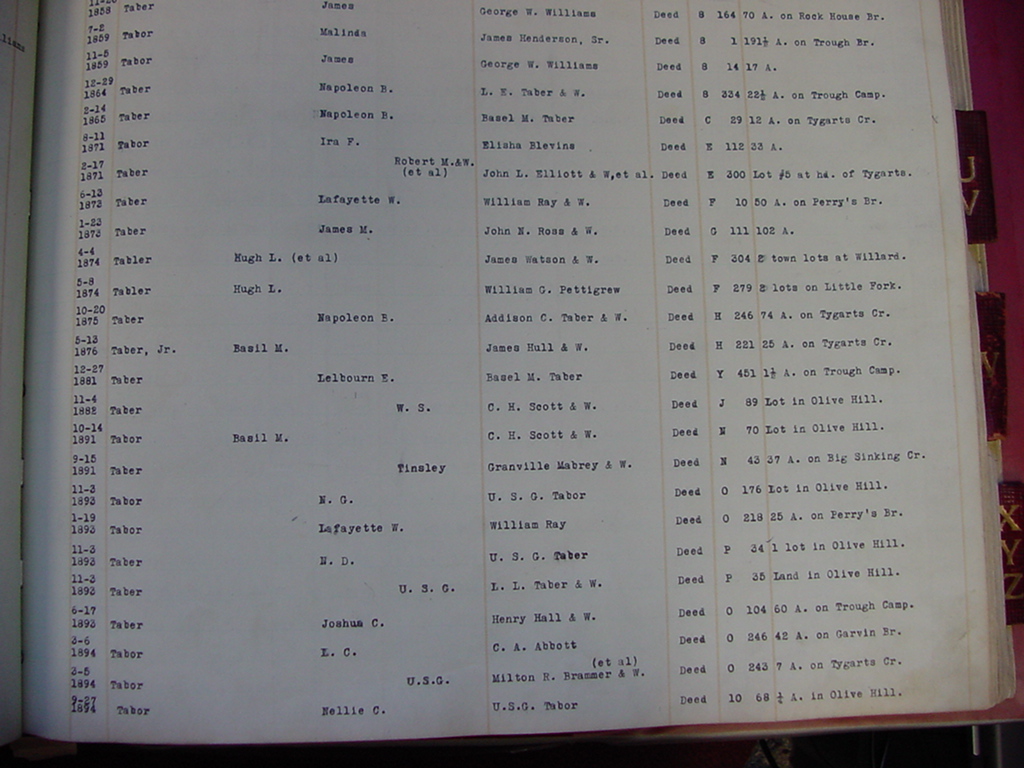 1858 Taber James George W. Williams Deed 8 164 70 A. on Rock House Br.
7-2
1859 Tabor Malinda James Henderson, Sr. Deed 8 1 191½ A. on Trough Br.
11-5
1859 Tabor James George W. Williams Deed 8 14 17 A.
12-29
1864 Taber Napoleon B. L. E. Taber & W. Deed 8 334 22½ A. on Trough Camp.
2-14
1865 Taber Napoleon B. Basel M. Taber Deed C 29 12 A. on Tygarts Cr.
8-11
1871 Tabor Ira F. Elisha Blevins Deed E 112 33 A.
2-17 Robert M.&W.
1871 Taber (et al) John L. Elliott & W,et al. Deed E 300 Lot #5 at hd. of Tygarts.
6-13
1873 Taber Lafayette W. William Ray & W. Deed F 10 50 A. on Perry's Br.
1-23
1873 Taber James M. John N. Ross & W. Deed G 111 102 A.
4-4
1874 Tabler Hugh L. (et al) James Watson & W. Deed F 304 2 town lots at Willard.
5-8
1874 Tabler Hugh L. William G. Pettigrew Deed F 279 2 lots on Little Fork.
10-20
1875 Taber Napoleon B. Addison C. Taber & W. Deed H 246 74 A. on Tygarts Cr.
5-13
1876 Taber, Jr. Basil M. James Hull & W. Deed H 221 25 A. on Tygarts Cr.
12-27
1881 Taber Lelbourn E. Basel M. Taber Deed Y 451 1½ A. on Trough Camp.
11-4
1882 Taber W. S. C. H. Scott & W. Deed J 89 Lot in Olive Hill.
10-14
1891 Tabor Basil M. C. H. Scott & W. Deed N 70 Lot in Olive Hill.
9-15
1891 Taber Tinsley Granville Mabrey & W. Deed N 43 37 A. on Big Sinking Cr.
11-3
1893 Tabor N. G. U. S. G. Tabor Deed O 176 Lot in Olive Hill.
1-19
1893 Tabor Lafayette W. William Ray Deed O 218 25 A. on Perry's Br.
11-3
1893 Taber N. D. U. S. G. Taber Deed P 34 1 lot in Olive Hill.
11-3
1893 Taber U. S. G. L. L. Taber & W. Deed P 35 Land in Olive Hill.
6-17
1893 Taber Joshua C. Henry Hall & W. Deed O 104 60 A. on Trough Camp.
3-6
1894 Tabor L. C. C. A. Abbott Deed O 246 42 A. on Garvin Br.
3-5 (et al)
1894 Tabor U.S.G. Milton R. Brammer & W. Deed O 243 7 A. on Tygarts Cr.
9-27
1894 Tabor Nellie C. U.S.G. Tabor Deed 10 68 ½ A. in Olive Hill.
U
V
X
Y
Z